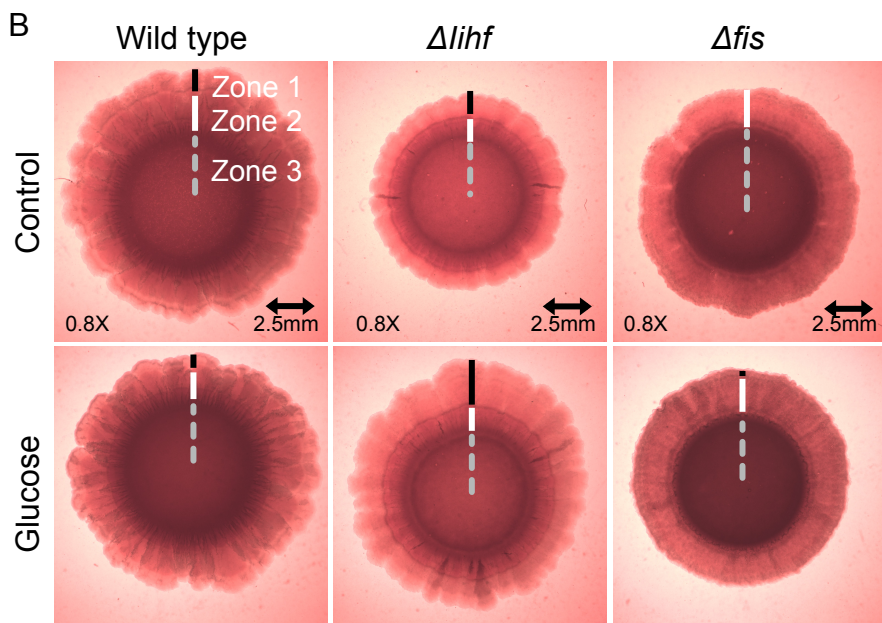 B
Wild type
Δlihf
Δfis
Control
Zone 1
Zone 2
Zone 3
0.8X
2.5mm
0.8X
2.5mm
0.8X
2.5mm
Glucose